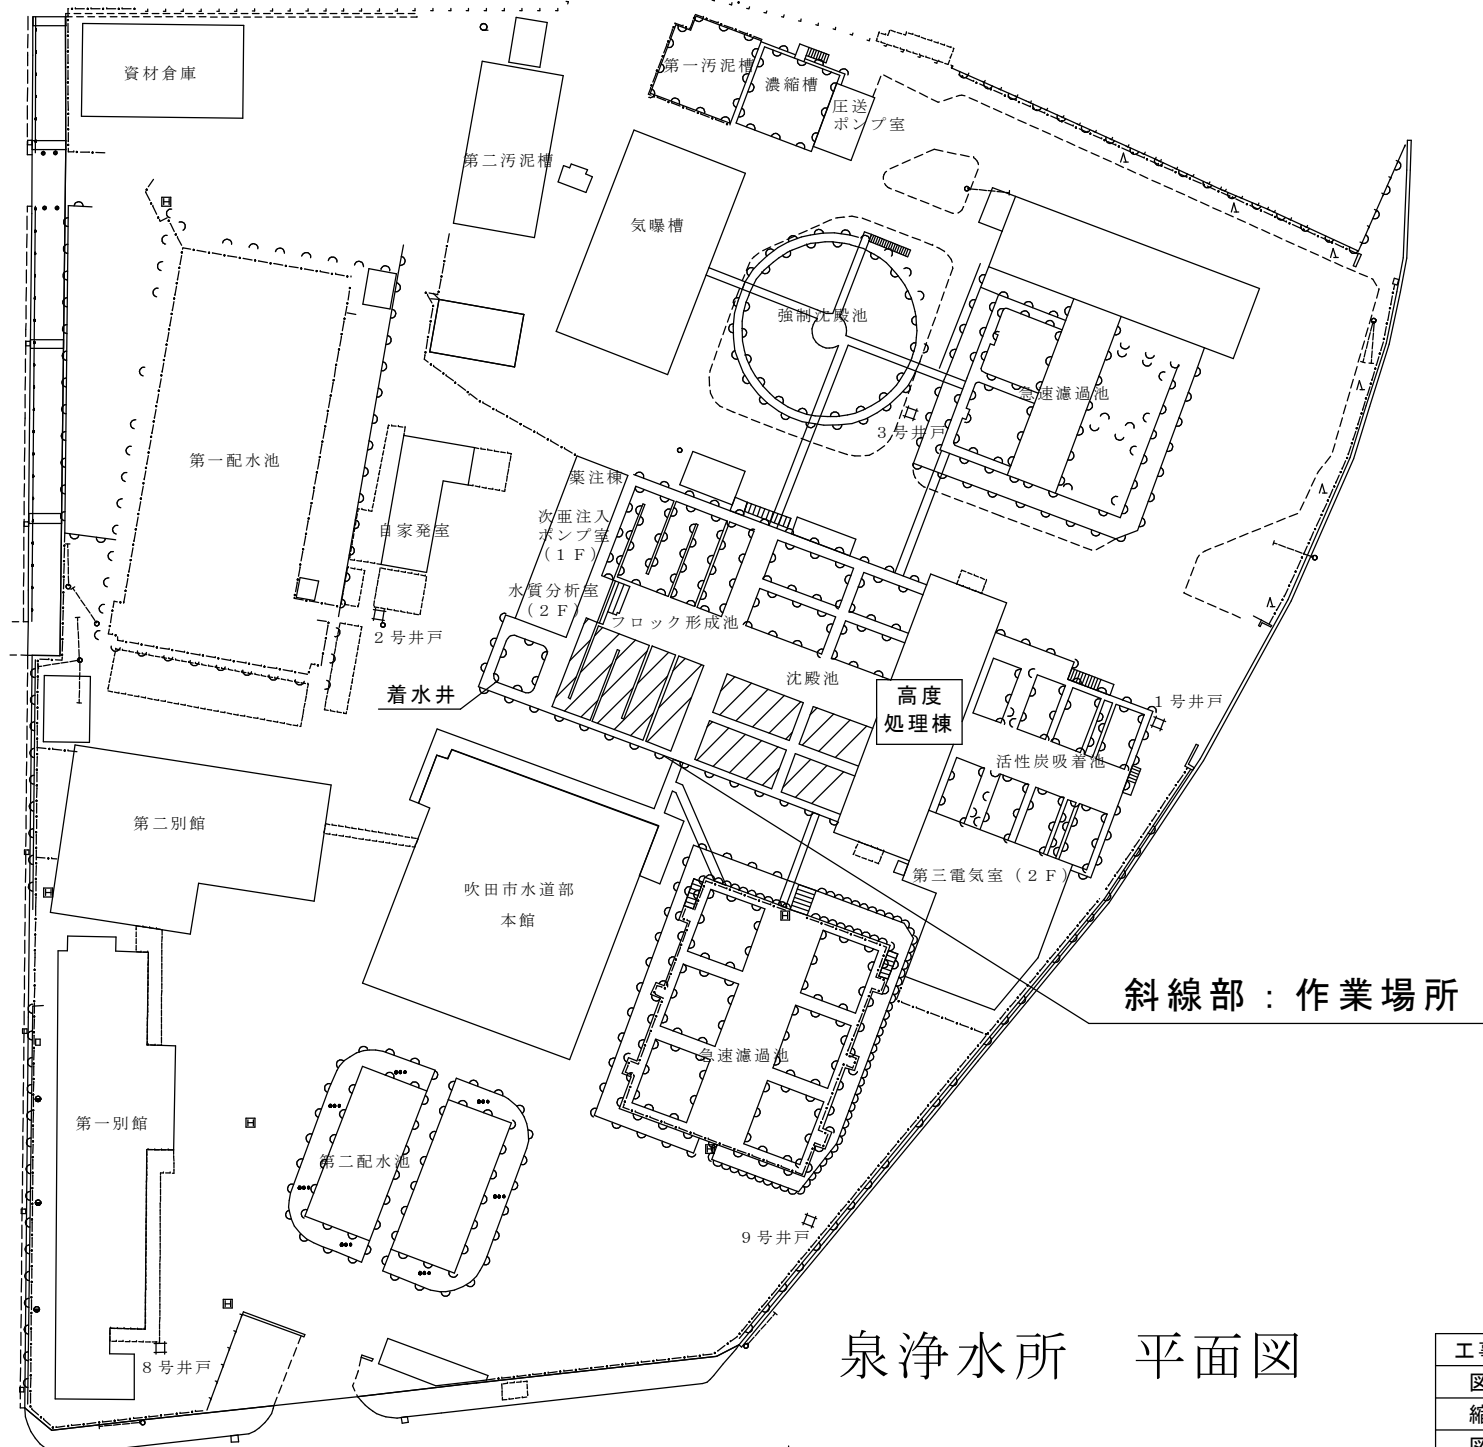 資材倉庫
第一汚泥槽
濃縮槽
圧送
ポンプ室
第二汚泥槽
気曝槽
強制沈殿池
急速濾過池
3号井戸
第一配水池
薬注棟
次亜注入
ポンプ室
(1F)
自家発室
水質分析室
(2F)
フロック形成池
2号井戸
沈殿池
着水井
高度
処理棟
1号井戸
活性炭吸着池
第二別館
第三電気室(2F)
吹田市水道部
本館
斜線部:作業場所
急速濾過池
第一別館
第二配水池
9号井戸
8号井戸
泉浄水所 平面図